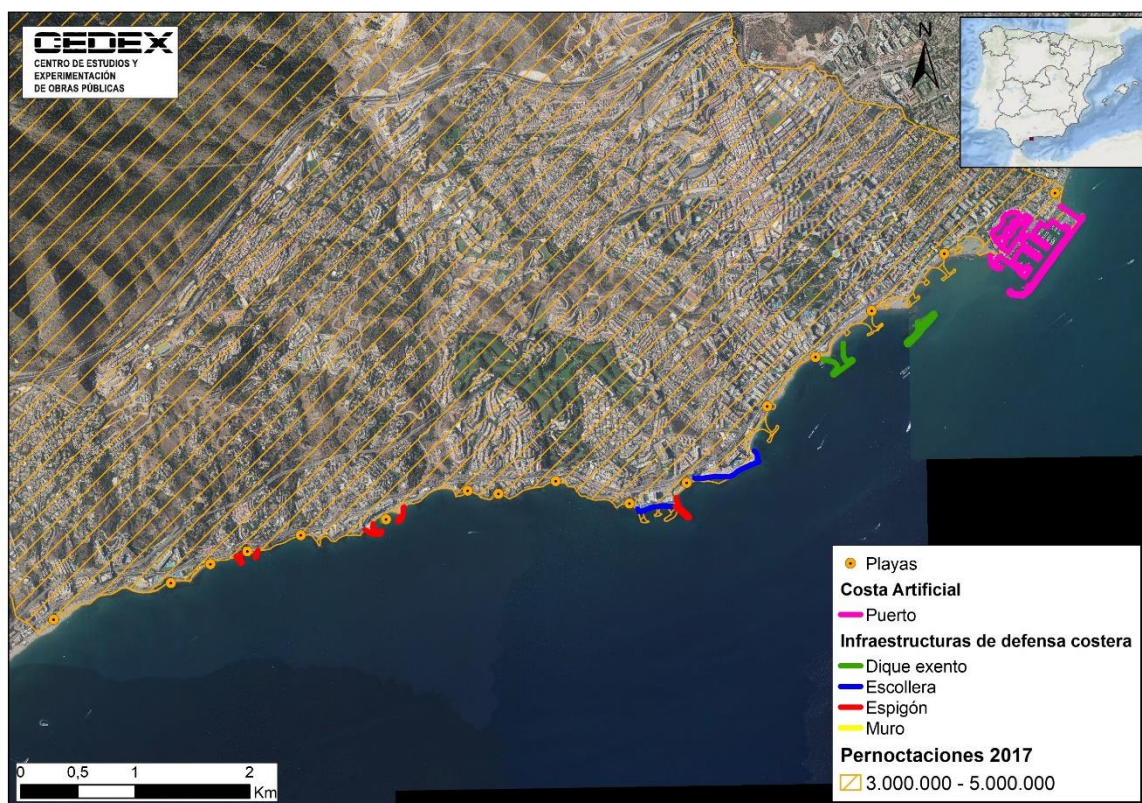 CEDEX
CENTRO DE ESTUDIOS Y
EXPERIMENTACIÓN
DE OBRAS PÚBLICAS
N
Playas
Costa Artificial
Puerto
Infraestructuras de defensa costera
Dique exento
Escollera
Espigón
Muro
Pernoctaciones 2017
3.000.000 - 5.000.000
0 0,5 1 2
Km